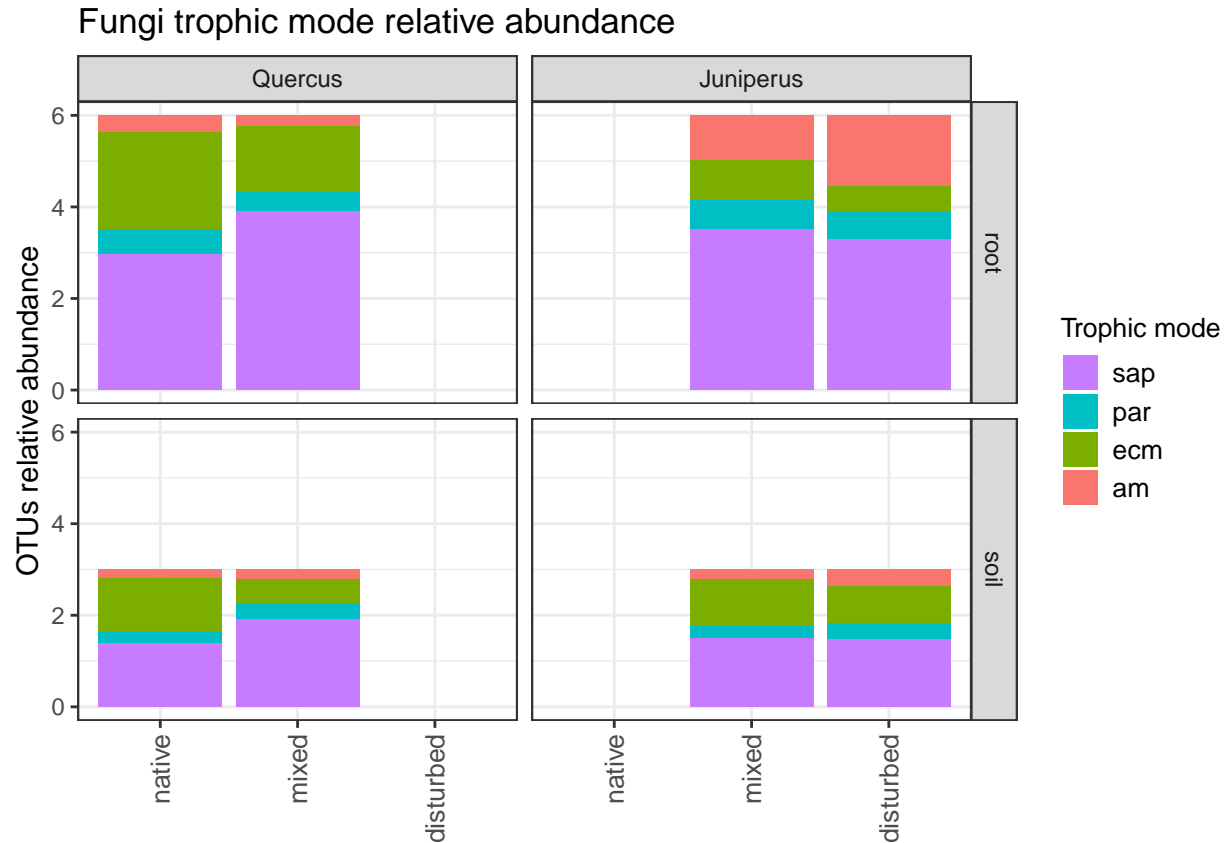 Fungi trophic mode relative abundance
Quercus
Juniperus
OTUs relative abundance
6
4
2
0
root
6
4
2
0
soil
native
mixed
disturbed
native
mixed
disturbed
Trophic mode
sap
par
ecm
am